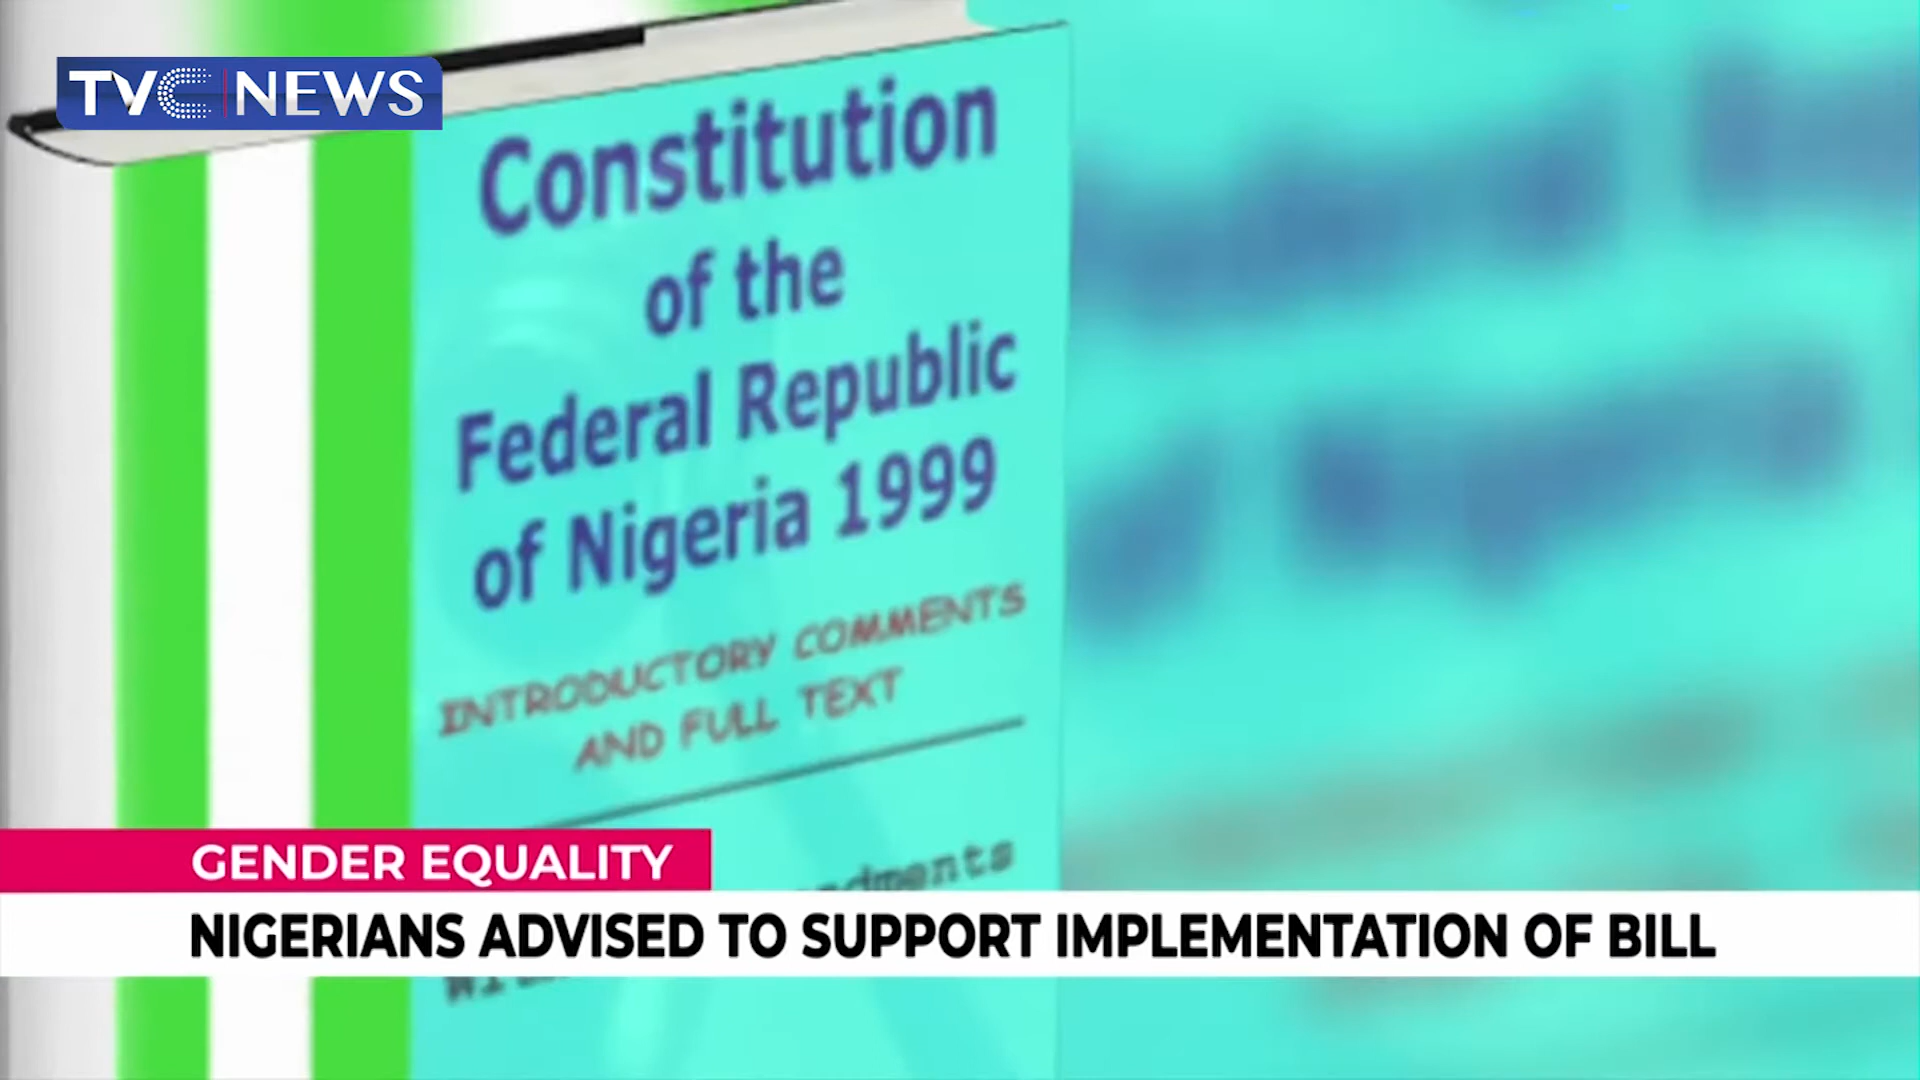 TVC NEWS
Constitution
of the
Federal Republic
of Nigeria 1999
INTRODUCTORY COMMENTS
AND FULL TEXT
GENDER EQUALITY
NIGERIANS ADVISED TO SUPPORT IMPLEMENTATION OF BILL